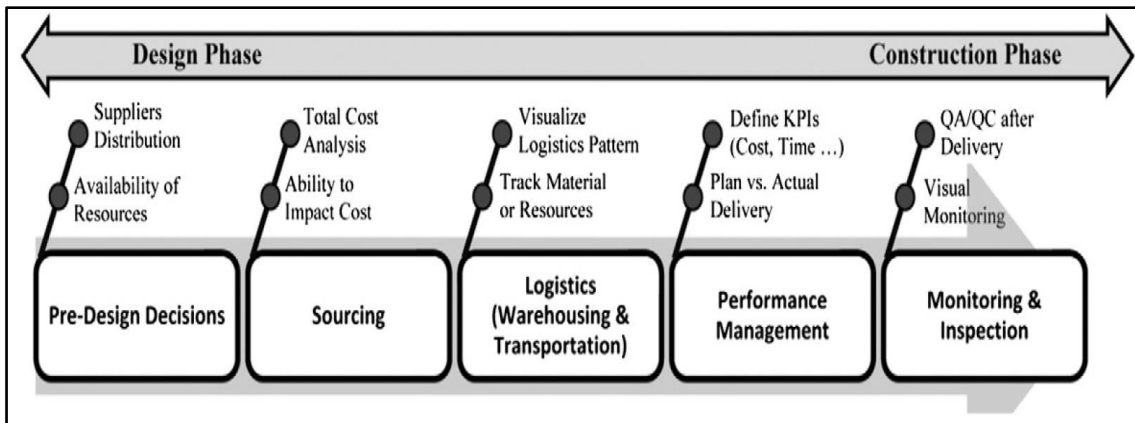 Design Phase
Construction Phase
Suppliers
Distribution
Availability of
Resources
Total Cost
Analysis
Ability to
Impact Cost
Visualize
Logistics Pattern
Track Material
or Resources
Define KPIs
(Cost, Time ...)
Plan vs. Actual
Delivery
QA/QC after
Delivery
Visual
Monitoring
Pre-Design Decisions
Sourcing
Logistics
(Warehousing &
Transportation)
Performance
Management
Monitoring &
Inspection